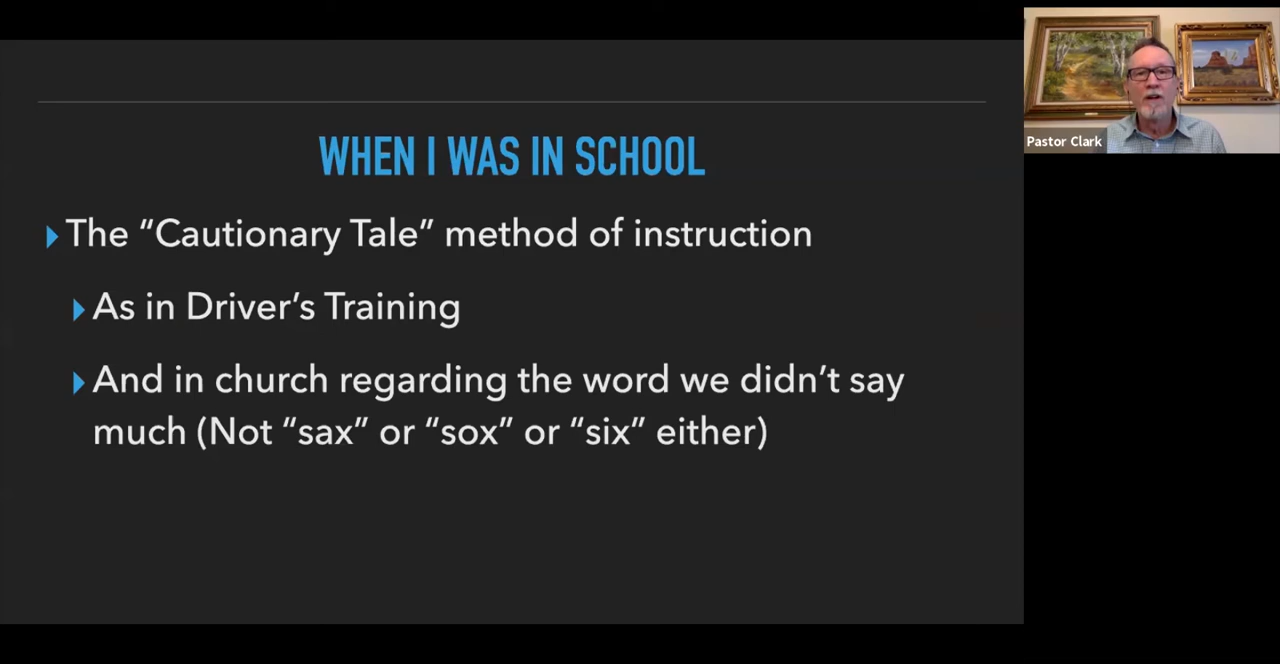 WHEN I WAS IN SCHOOL
The “Cautionary Tale” method of instruction
As in Driver’s Training
And in church regarding the word we didn’t say
much (Not “sax” or “sox” or “six” either)
Pastor Clark